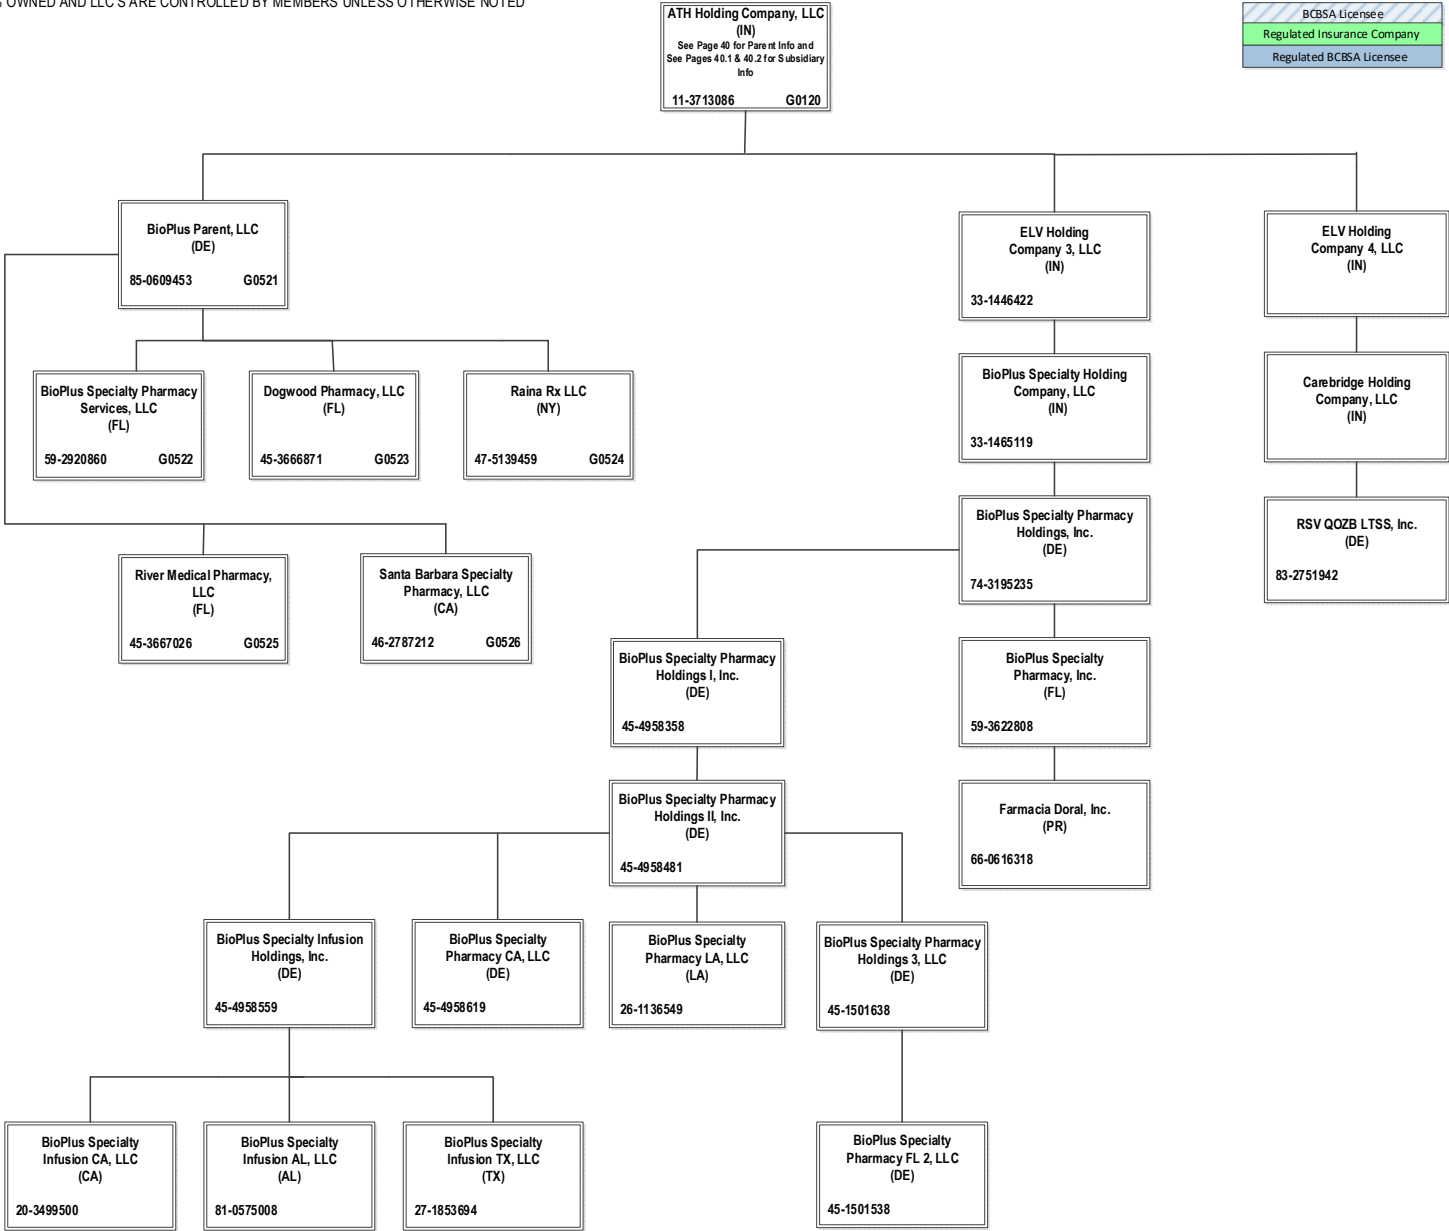 S OWNED AND LLC'S ARE CONTROLLED BY MEMBERS UNLESS OTHERWISE NOTED
ATH Holding Company, LLC
(IN)
See Page 40 for Parent Info and
See Pages 40.1 & 40.2 for Subsidiary
Info
11-3713086 G0120
BCBSA Licensee
Regulated Insurance Company
Regulated BCBSA Licensee
BioPlus Parent, LLC
(DE)
85-0609453 G0521
ELV Holding
Company 3, LLC
(IN)
33-1446422
ELV Holding
Company 4, LLC
(IN)
BioPlus Specialty Pharmacy
Services, LLC
(FL)
59-2920860 G0522
Dogwood Pharmacy, LLC
(FL)
45-3666871 G0523
Raina Rx LLC
(NY)
47-5139459 G0524
BioPlus Specialty Holding
Company, LLC
(IN)
33-1465119
Carebridge Holding
Company, LLC
(IN)
BioPlus Specialty Pharmacy
Holdings, Inc.
(DE)
74-3195235
RSV QOZB LTSS, Inc.
(DE)
83-2751942
River Medical Pharmacy,
LLC
(FL)
45-3667026 G0525
Santa Barbara Specialty
Pharmacy, LLC
(CA)
46-2787212 G0526
BioPlus Specialty Pharmacy
Holdings I, Inc.
(DE)
45-4958358
BioPlus Specialty
Pharmacy, Inc.
(FL)
59-3622808
BioPlus Specialty Pharmacy
Holdings II, Inc.
(DE)
45-4958481
Farmacia Doral, Inc.
(PR)
66-0616318
BioPlus Specialty Infusion
Holdings, Inc.
(DE)
45-4958559
BioPlus Specialty
Pharmacy CA, LLC
(DE)
45-4958619
BioPlus Specialty
Pharmacy LA, LLC
(LA)
26-1136549
BioPlus Specialty Pharmacy
Holdings 3, LLC
(DE)
45-1501638
BioPlus Specialty
Infusion CA, LLC
(CA)
20-3499500
BioPlus Specialty
Infusion AL, LLC
(AL)
81-0575008
BioPlus Specialty
Infusion TX, LLC
(TX)
27-1853694
BioPlus Specialty
Pharmacy FL 2, LLC
(DE)
45-1501538